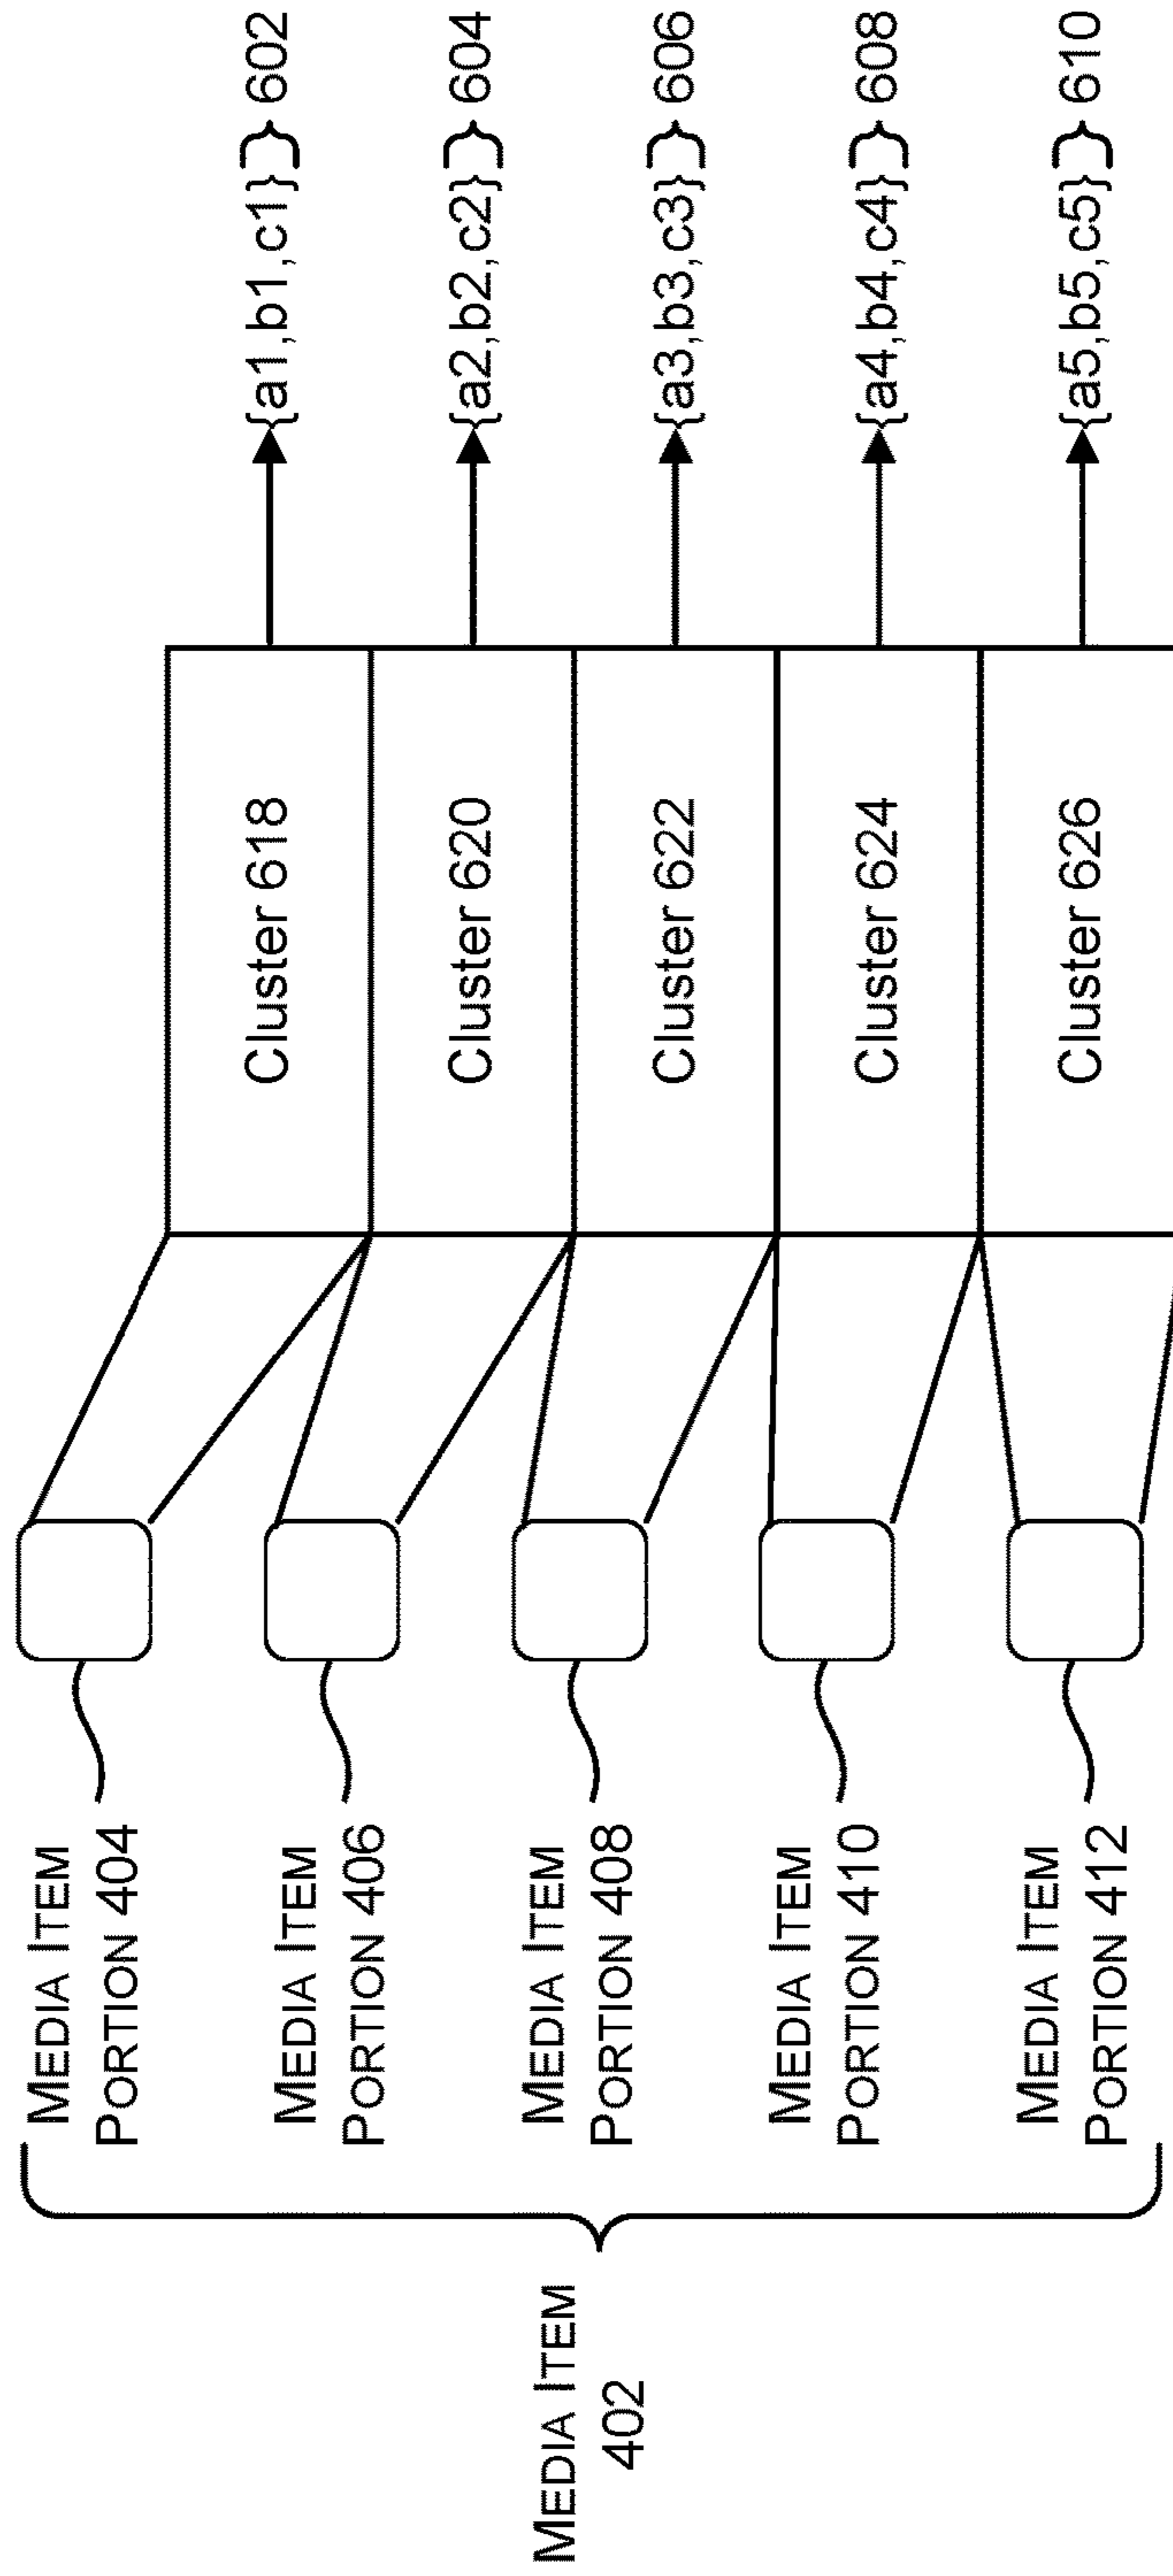 MEDIA ITEM
402
MEDIA ITEM
PORTION 404
MEDIA ITEM
PORTION 406
MEDIA ITEM
PORTION 408
MEDIA ITEM
PORTION 410
MEDIA ITEM
PORTION 412
Cluster 618
Cluster 620
Cluster 622
Cluster 624
Cluster 626
{a1,b1,c1} } 602
{a2,b2,c2} } 604
{a3,b3,c3} } 606
{a4,b4,c4} } 608
{a5,b5,c5} } 610